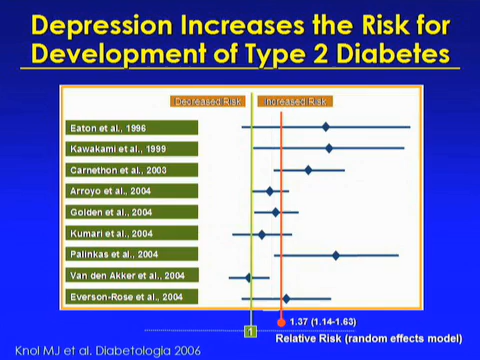 Depression Increases the Risk for
Development of Type 2 Diabetes
Decreased Risk
Increased Risk
Eaton et al., 1996
Kawakami et al., 1999
Carnethon et al., 2003
Arroyo et al., 2004
Golden et al., 2004
Kumari et al., 2004
Palinkas et al., 2004
Van den Akker et al., 2004
Everson-Rose et al., 2004
1
1.37 (1.14-1.63)
Relative Risk (random effects model)
Knol MJ et al. Diabetologia 2006